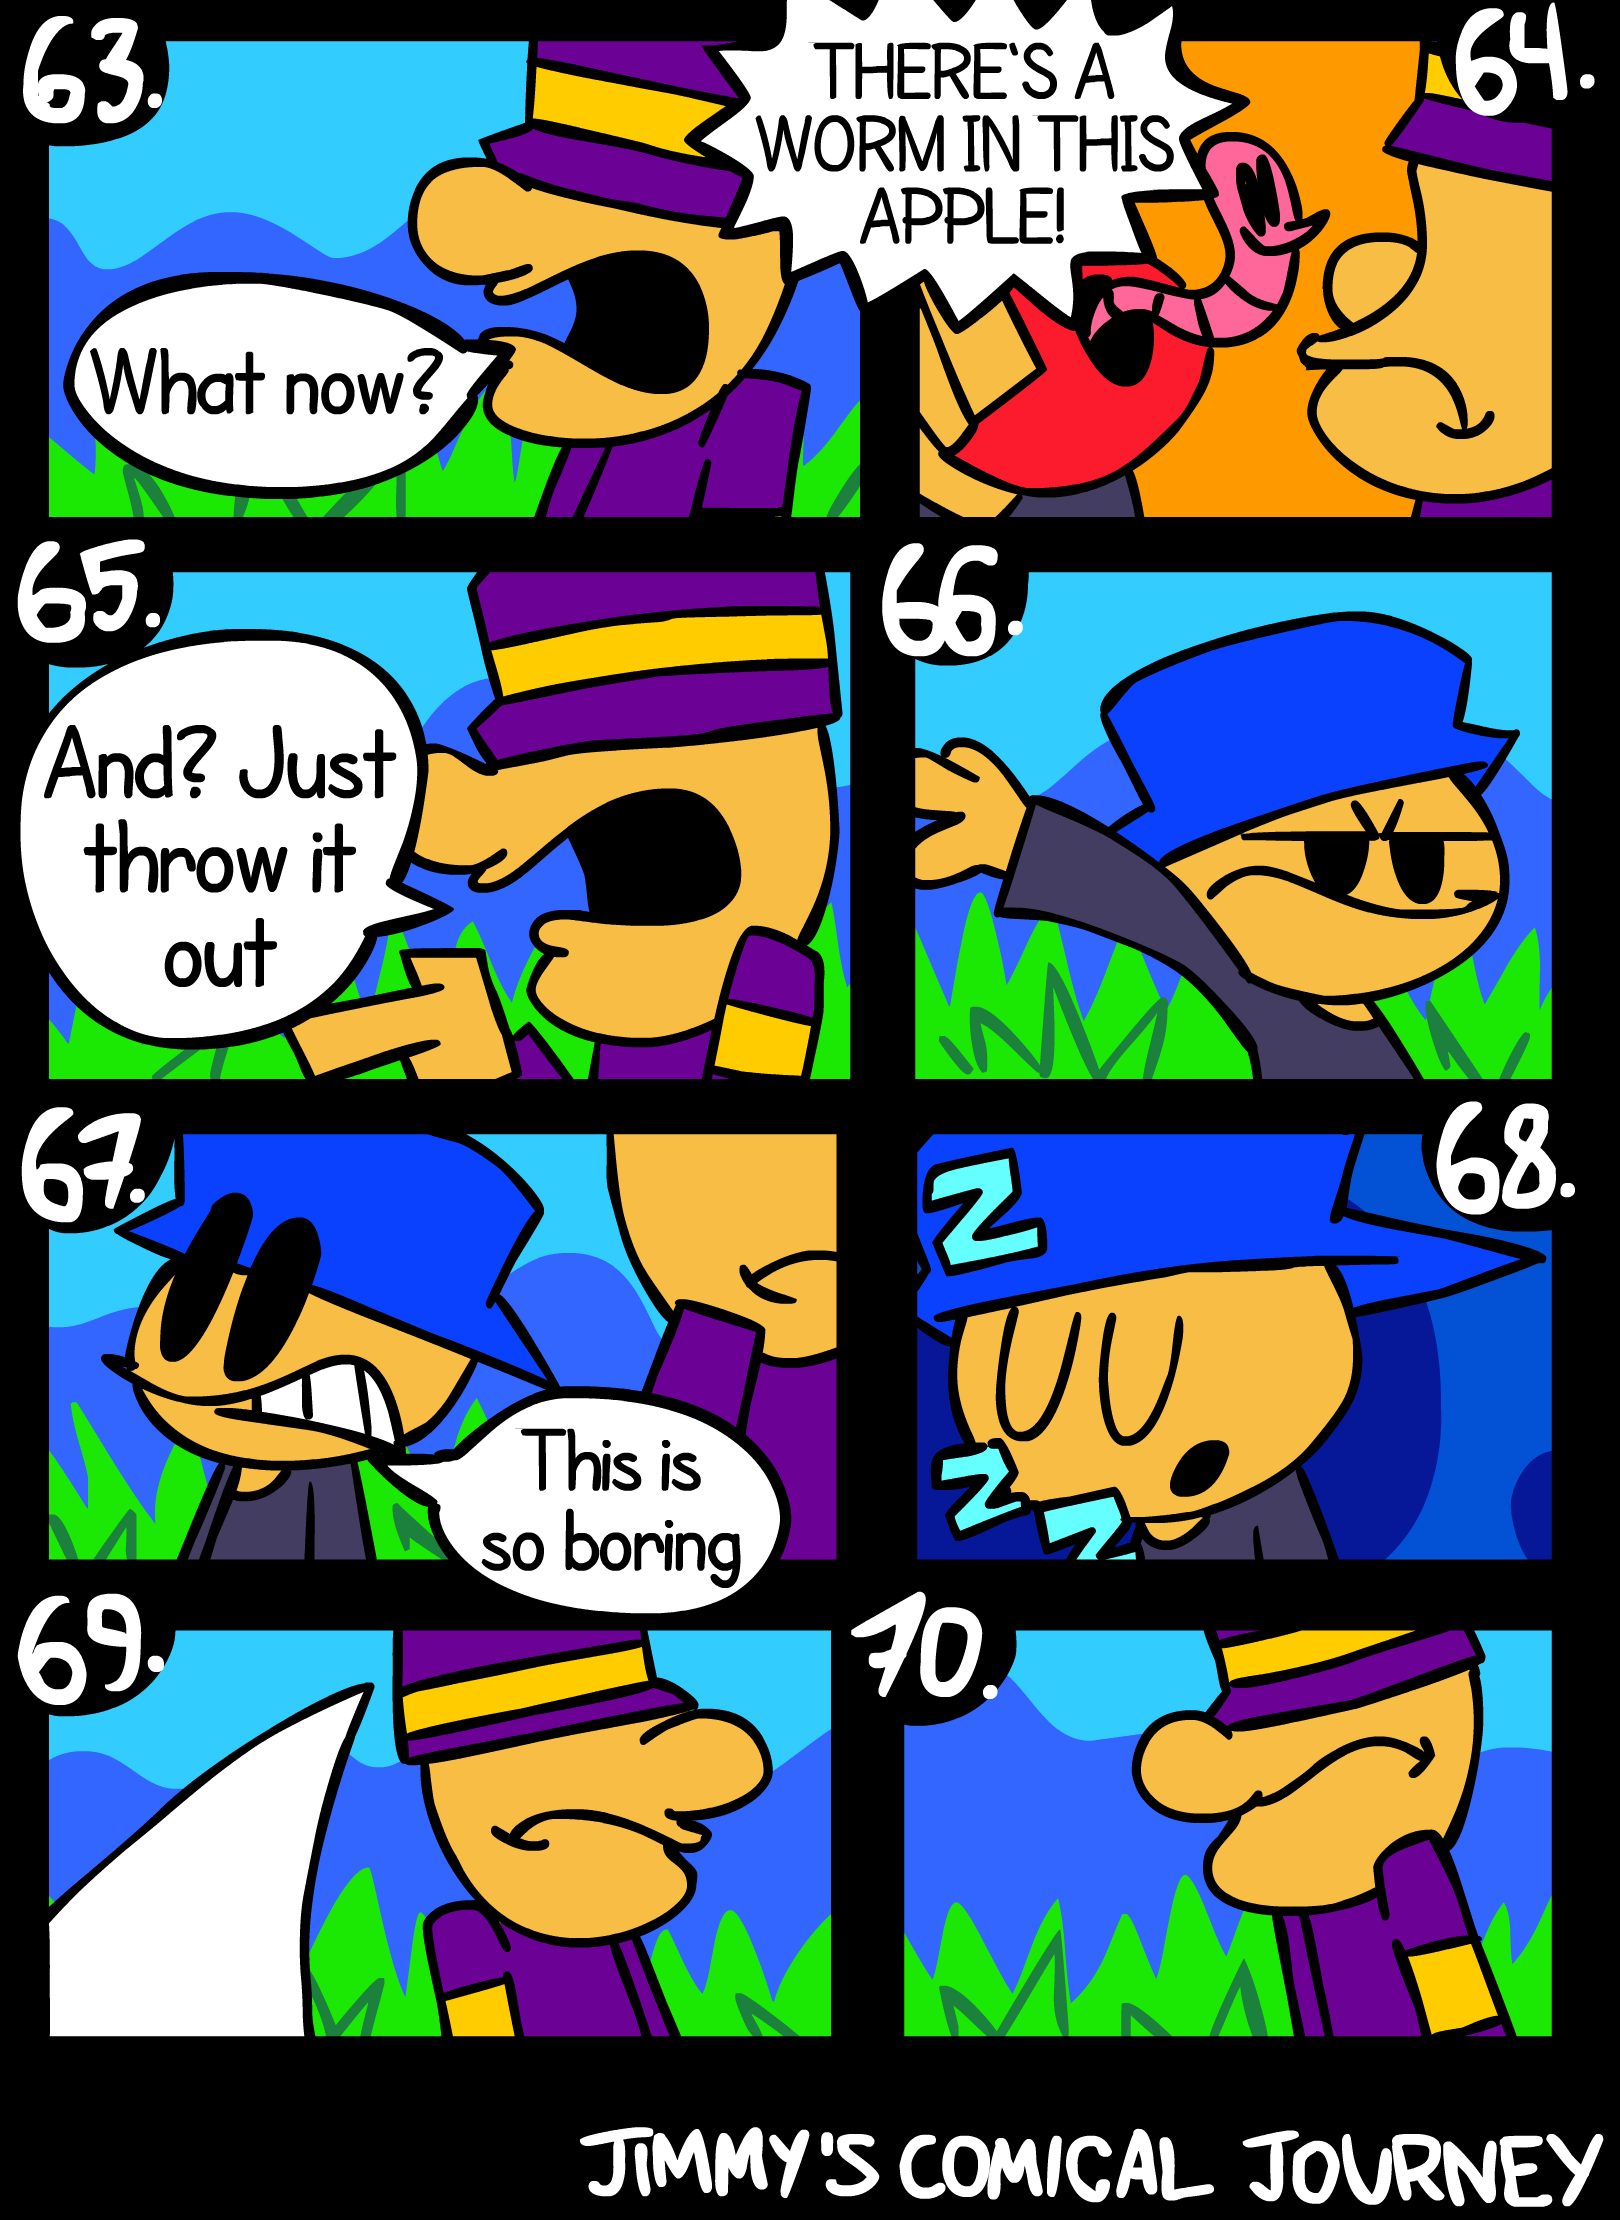 63.
What now?
THERE'S A
WORM IN THIS
APPLE!
64.
65.
And? Just
throw it
out
66.
67.
This is
so boring
68.
Z
Z
Z
69.
70.
JIMMY'S COMICAL JOURNEY